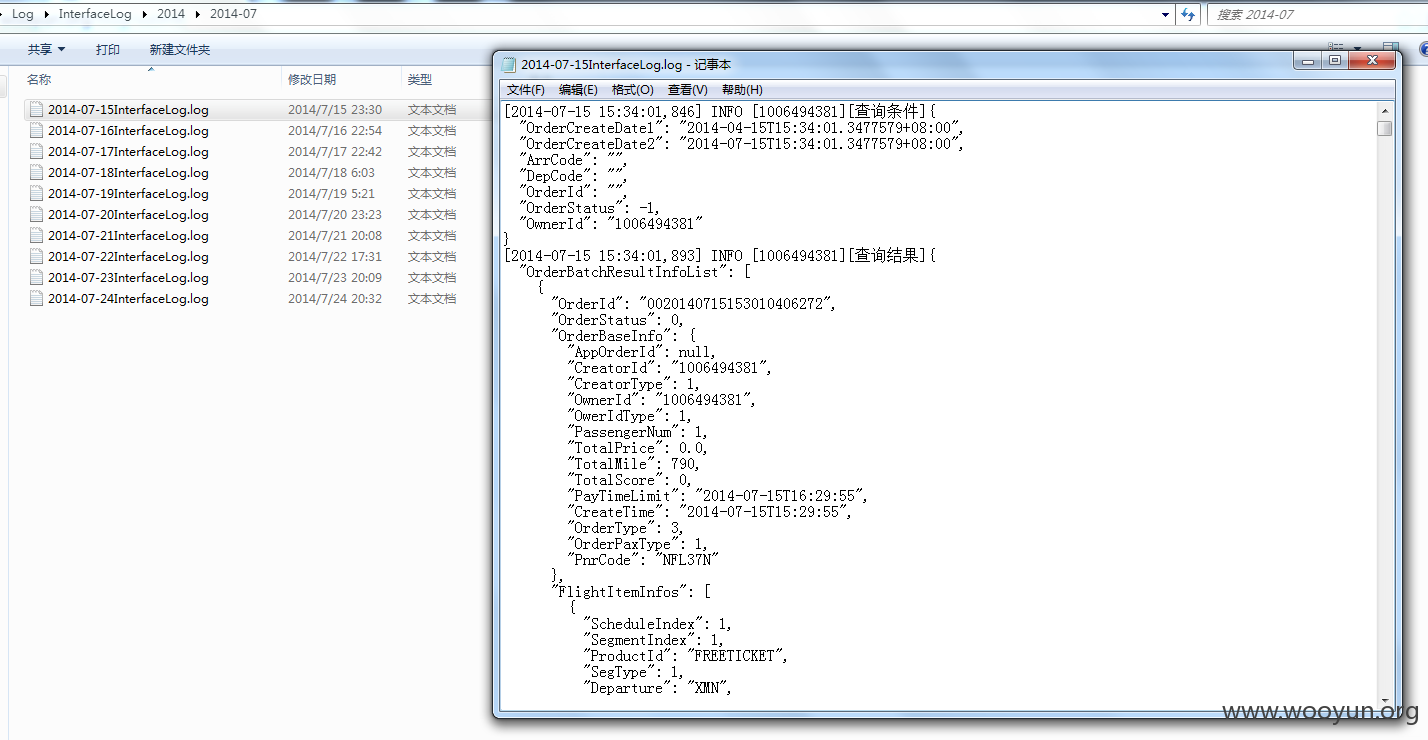 Log ▸ InterfaceLog ▸ 2014 ▸ 2014-07
搜索 2014-07
共享 打印 新建文件夹
名称 修改日期 类型
2014-07-15InterfaceLog.log 2014/7/15 23:30 文本文档
2014-07-16InterfaceLog.log 2014/7/16 22:54 文本文档
2014-07-17InterfaceLog.log 2014/7/17 22:42 文本文档
2014-07-18InterfaceLog.log 2014/7/18 6:03 文本文档
2014-07-19InterfaceLog.log 2014/7/19 5:21 文本文档
2014-07-20InterfaceLog.log 2014/7/20 23:23 文本文档
2014-07-21InterfaceLog.log 2014/7/21 20:08 文本文档
2014-07-22InterfaceLog.log 2014/7/22 17:31 文本文档
2014-07-23InterfaceLog.log 2014/7/23 20:09 文本文档
2014-07-24InterfaceLog.log 2014/7/24 20:32 文本文档
2014-07-15InterfaceLog.log - 记事本
文件(F) 编辑(E) 格式(O) 查看(V) 帮助(H)
[2014-07-15 15:34:01,846] INFO [1006494381][查询条件]{
"OrderCreateDate1": "2014-04-15T15:34:01.3477579+08:00",
"OrderCreateDate2": "2014-07-15T15:34:01.3477579+08:00",
"ArrCode": "",
"DepCode": "",
"OrderId": "",
"OrderStatus": -1,
"OwnerId": "1006494381"
}
[2014-07-15 15:34:01,893] INFO [1006494381][查询结果]{
"OrderBatchResultInfoList": [
{
"OrderId": "0020140715153010406272",
"OrderStatus": 0,
"OrderBaseInfo": {
"AppOrderId": null,
"CreatorId": "1006494381",
"CreatorType": 1,
"OwnerId": "1006494381",
"OwerIdType": 1,
"PassengerNum": 1,
"TotalPrice": 0.0,
"TotalMile": 790,
"TotalScore": 0,
"PayTimeLimit": "2014-07-15T16:29:55",
"CreateTime": "2014-07-15T15:29:55",
"OrderType": 3,
"OrderPaxType": 1,
"PnrCode": "NFL37N"
},
"FlightItemInfos": [
{
"ScheduleIndex": 1,
"SegmentIndex": 1,
"ProductId": "FREETICKET",
"SegType": 1,
"Departure": "XMN",
www.wooyun.org